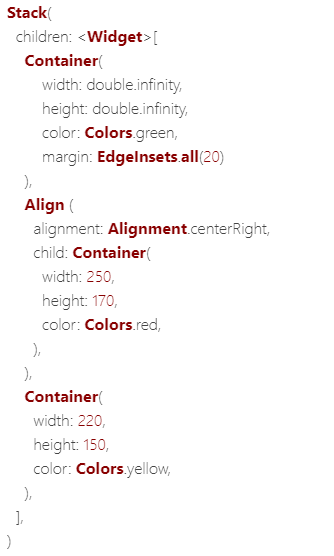 Stack(
children: <Widget>[
Container(
width: double.infinity,
height: double.infinity,
color: Colors.green,
margin: EdgeInsets.all(20)
),
Align (
alignment: Alignment.centerRight,
child: Container(
width: 250,
height: 170,
color: Colors.red,
),
),
Container(
width: 220,
height: 150,
color: Colors.yellow,
),
],
)